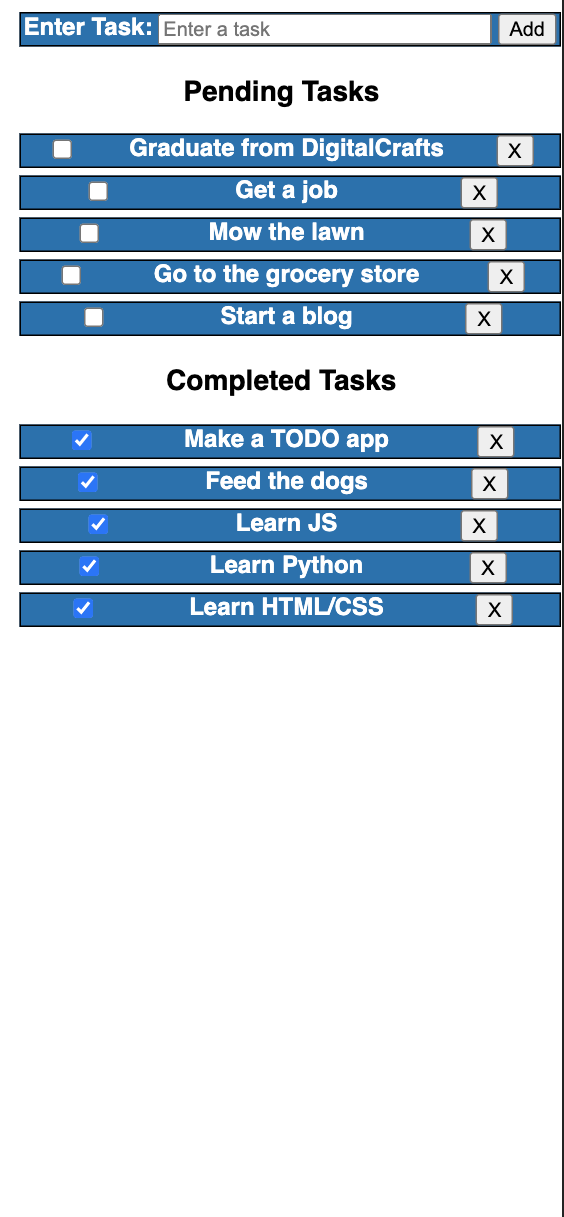 Enter Task: Enter a task Add
Pending Tasks
Graduate from DigitalCrafts X
Get a job X
Mow the lawn X
Go to the grocery store X
Start a blog X
Completed Tasks
Make a TODO app X
Feed the dogs X
Learn JS X
Learn Python X
Learn HTML/CSS X